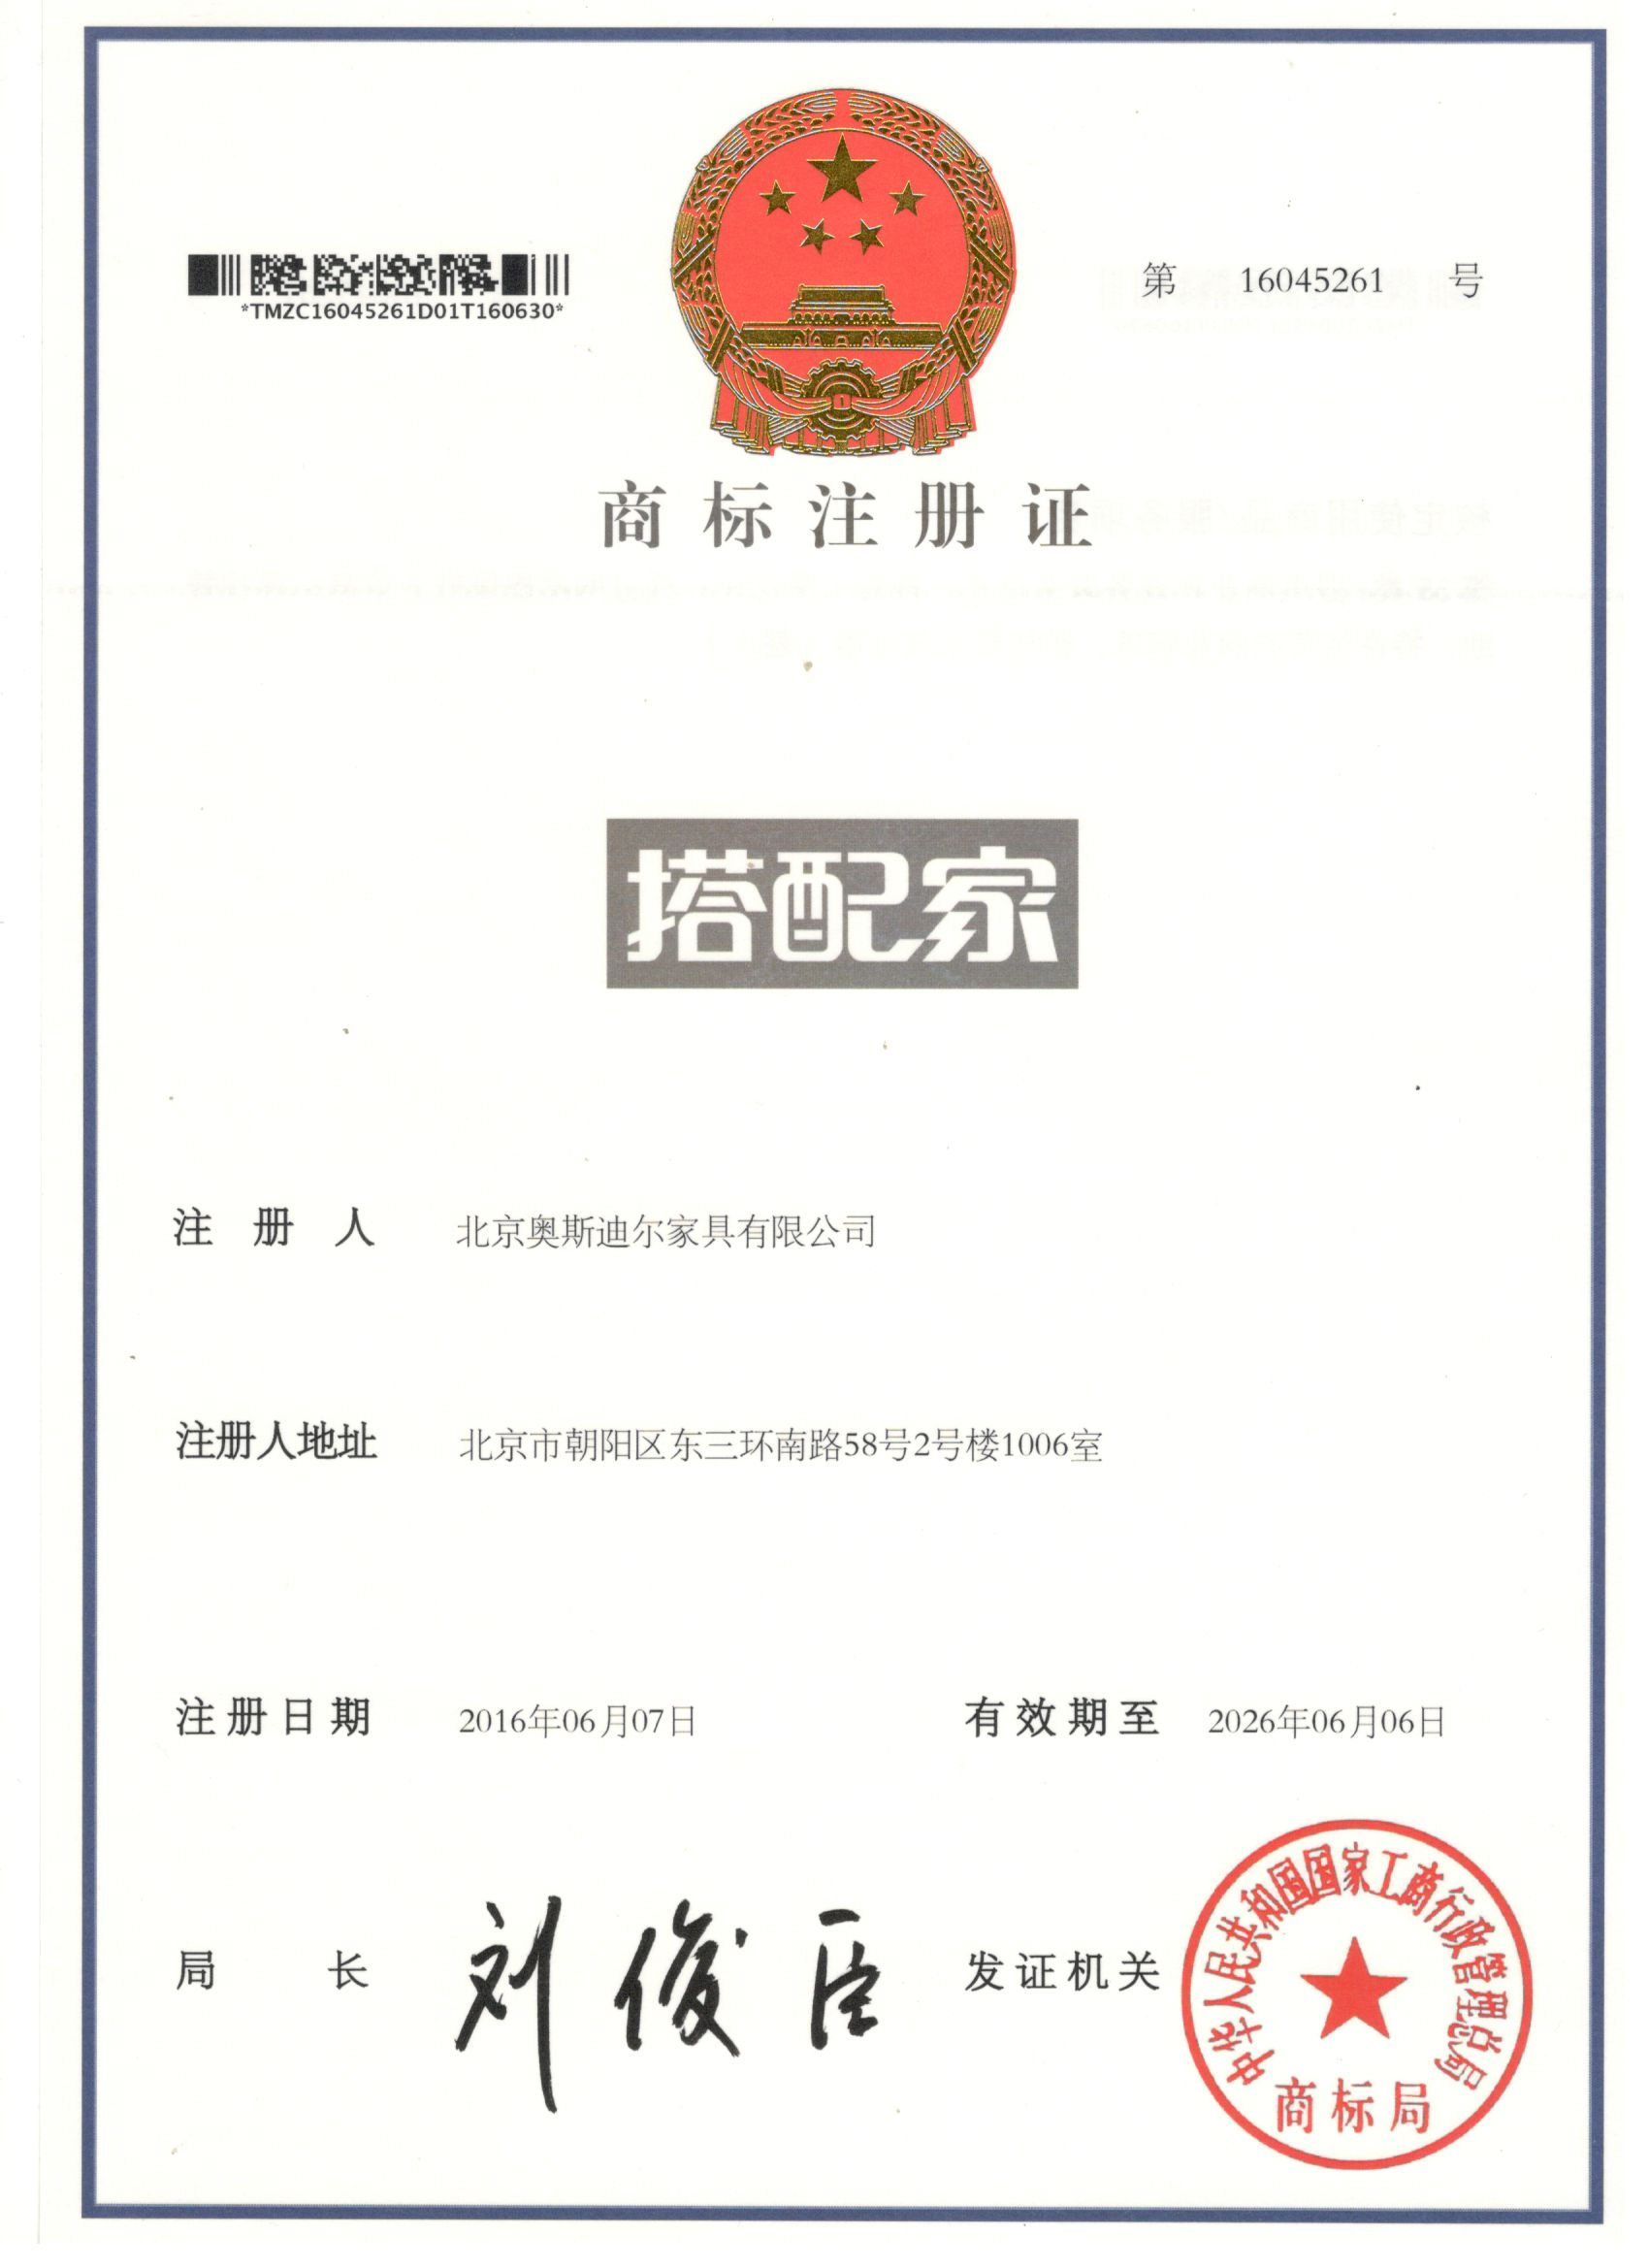 *TMZC16045261D01T160630*
第 16045261 号
商标注册证
搭配家
注册人 北京奥斯迪尔家具有限公司
注册人地址 北京市朝阳区东三环南路58号2号楼1006室
注册日期 2016年06月07日 有效期至 2026年06月06日
局长 刘俊臣 发证机关
中华人民共和国国家工商行政管理总局
商标局